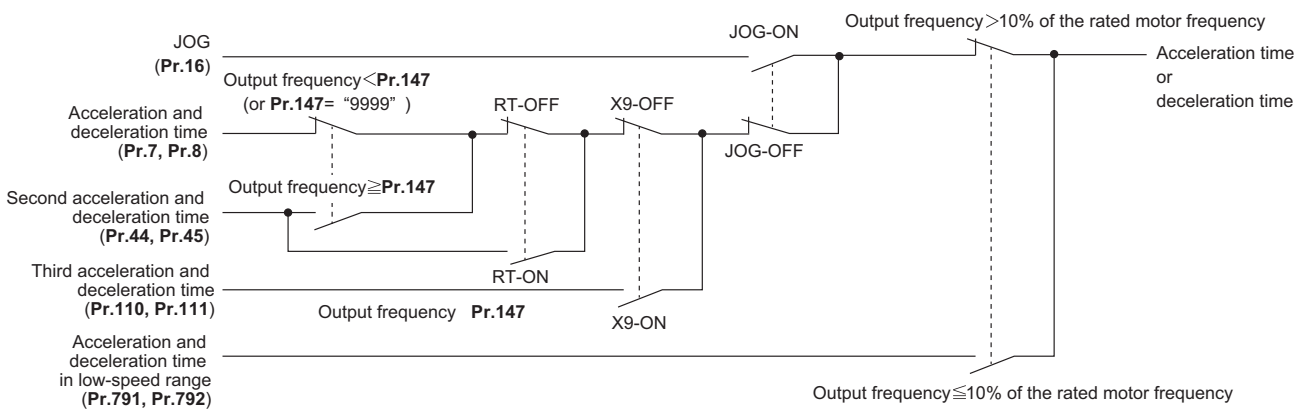 Output frequency>10% of the rated motor frequency
JOG-ON
JOG
(Pr.16)
Acceleration time
or
deceleration time
Output frequency<Pr.147
(or Pr.147= "9999" )
RT-OFF
X9-OFF
Acceleration and
deceleration time
(Pr.7, Pr.8)
JOG-OFF
Output frequency≧Pr.147
Second acceleration and
deceleration time
(Pr.44, Pr.45)
RT-ON
Third acceleration and
deceleration time
(Pr.110, Pr.111)
Output frequency Pr.147
X9-ON
Acceleration and
deceleration time
in low-speed range
(Pr.791, Pr.792)
Output frequency≦10% of the rated motor frequency